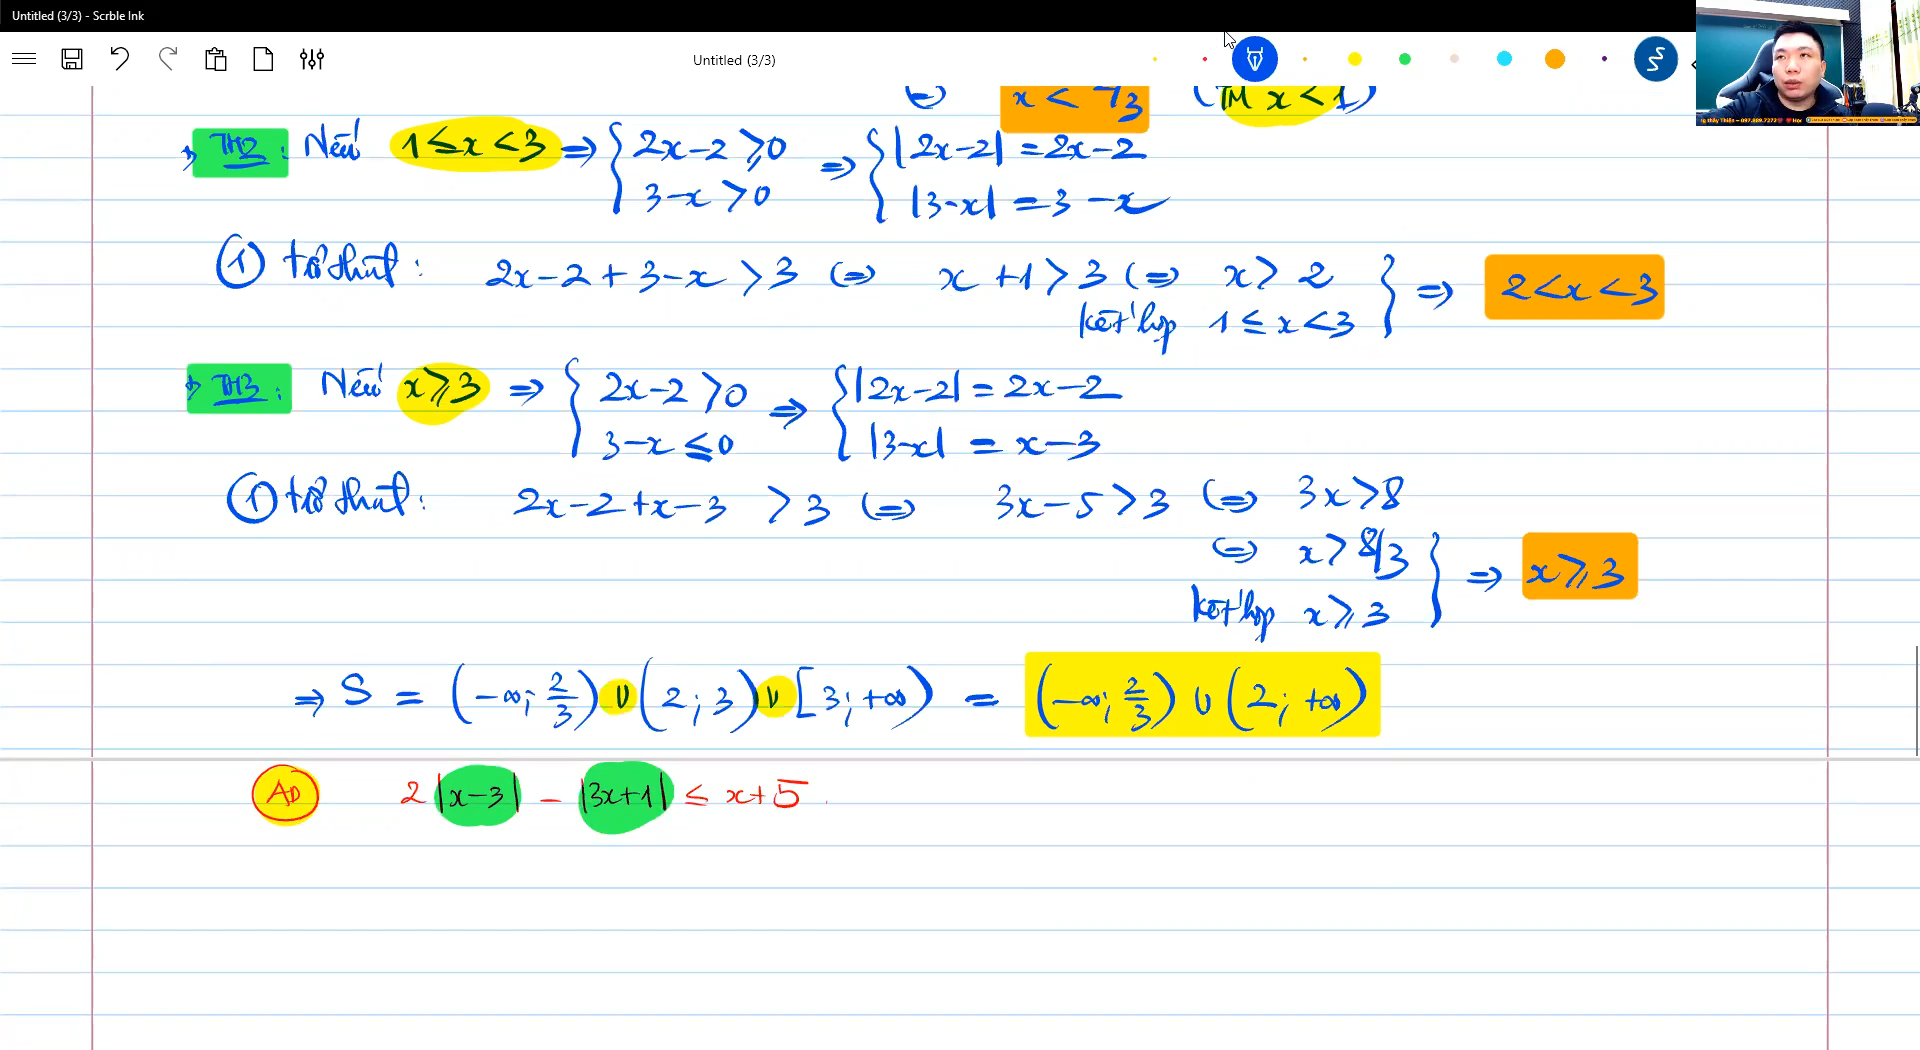 Untitled (3/3) - Scrble Ink
Untitled (3/3)
⇔ x < 2/3 (TM x < 1)
→ TH2 : Nếu 1 ≤ x < 3 ⇒ { 2x-2 ≥ 0 ⇒ { |2x-2| = 2x-2
3-x > 0 |3-x| = 3-x
① trở thành : 2x-2+3-x > 3 ⇔ x+1 > 3 ⇔ x > 2 } ⇒ 2 < x < 3
kết hợp 1 ≤ x < 3
→ TH3 : Nếu x ≥ 3 ⇒ { 2x-2 > 0 ⇒ { |2x-2| = 2x-2
3-x ≤ 0 |3-x| = x-3
① trở thành : 2x-2+x-3 > 3 ⇔ 3x-5 > 3 ⇔ 3x > 8
⇔ x > 8/3 } ⇒ x ≥ 3
kết hợp x ≥ 3
⇒ S = (-∞; 2/3) ∪ (2; 3) ∪ [3; +∞) = (-∞; 2/3) ∪ (2; +∞)
AD 2|x-3| - |3x+1| ≤ x+5.